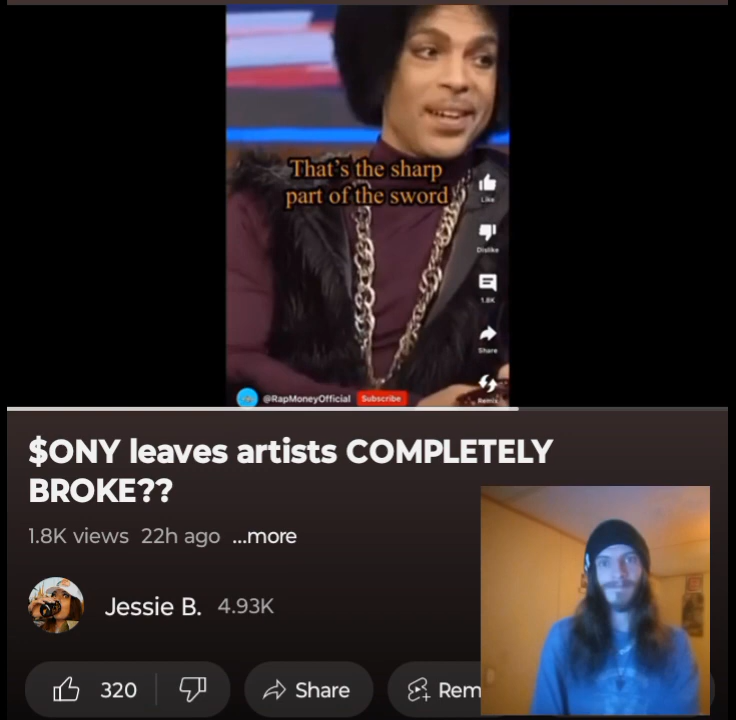 That's the sharp
part of the sword
Like
Dislike
1.8K
Share
Remix
@RapMoneyOfficial Subscribe
$ONY leaves artists COMPLETELY
BROKE??
1.8K views 22h ago ...more
Jessie B. 4.93K
320 Share Rem